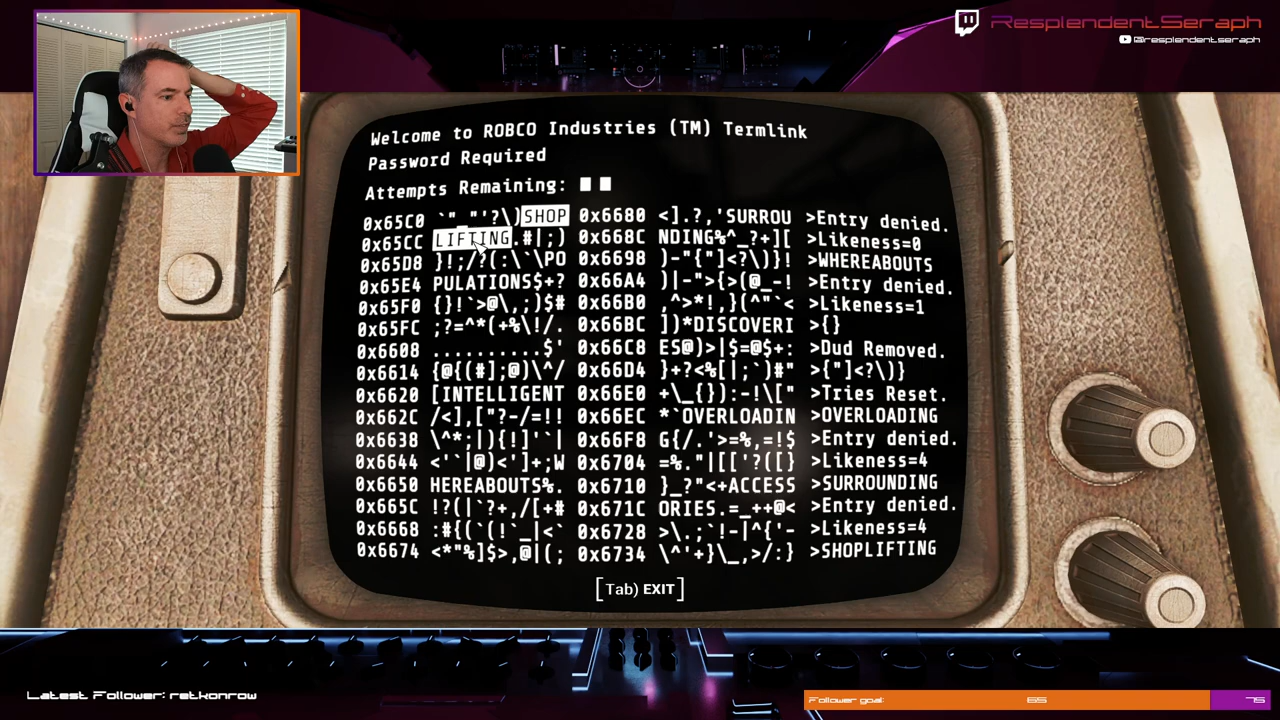 ResplendentSeraph
@resplendentseraph
Welcome to ROBCO Industries (TM) Termlink
Password Required
Attempts Remaining: ■ ■
0x65C0 `"_"'?\)SHOP 0x6680 <].?,'SURROU >Entry denied.
0x65CC LIFTING.#|;) 0x668C NDING%^_?+][ >Likeness=0
0x65D8 }!;/?(:\`\PO 0x6698 )-"{"]<?\)}! >WHEREABOUTS
0x65E4 PULATIONS$+? 0x66A4 )|-">{>(@_-! >Entry denied.
0x65F0 {}!`>@\,;)$# 0x66B0 ,^>*!,}(^"`< >Likeness=1
0x65FC ;?=^*(+%\!/. 0x66BC ])*DISCOVERI >{}
0x6608 ..........$' 0x66C8 ES@)>|$=@$+: >Dud Removed.
0x6614 {@{(#];@)\^/ 0x66D4 }+?<%[|;`)#" >{"]<?\)}
0x6620 [INTELLIGENT 0x66E0 +\_{}):-!\[" >Tries Reset.
0x662C /<],["?-/=!! 0x66EC *`OVERLOADIN >OVERLOADING
0x6638 \^*;|){!]'`| 0x66F8 G{/.'>=%,=!$ >Entry denied.
0x6644 <'`|@)<']+;W 0x6704 =%."|[['?([} >Likeness=4
0x6650 HEREABOUTS%. 0x6710 }_?"<+ACCESS >SURROUNDING
0x665C !?(|`?+,/[+# 0x671C ORIES.=_++@< >Entry denied.
0x6668 :#{(`(!`_|<` 0x6728 >\.;`!-|^{'- >Likeness=4
0x6674 <*"%]$>,@|(; 0x6734 \^'+}\_,>/:} >SHOPLIFTING
[Tab) EXIT]
Latest Follower: retkonrow
Follower goal: 65 75